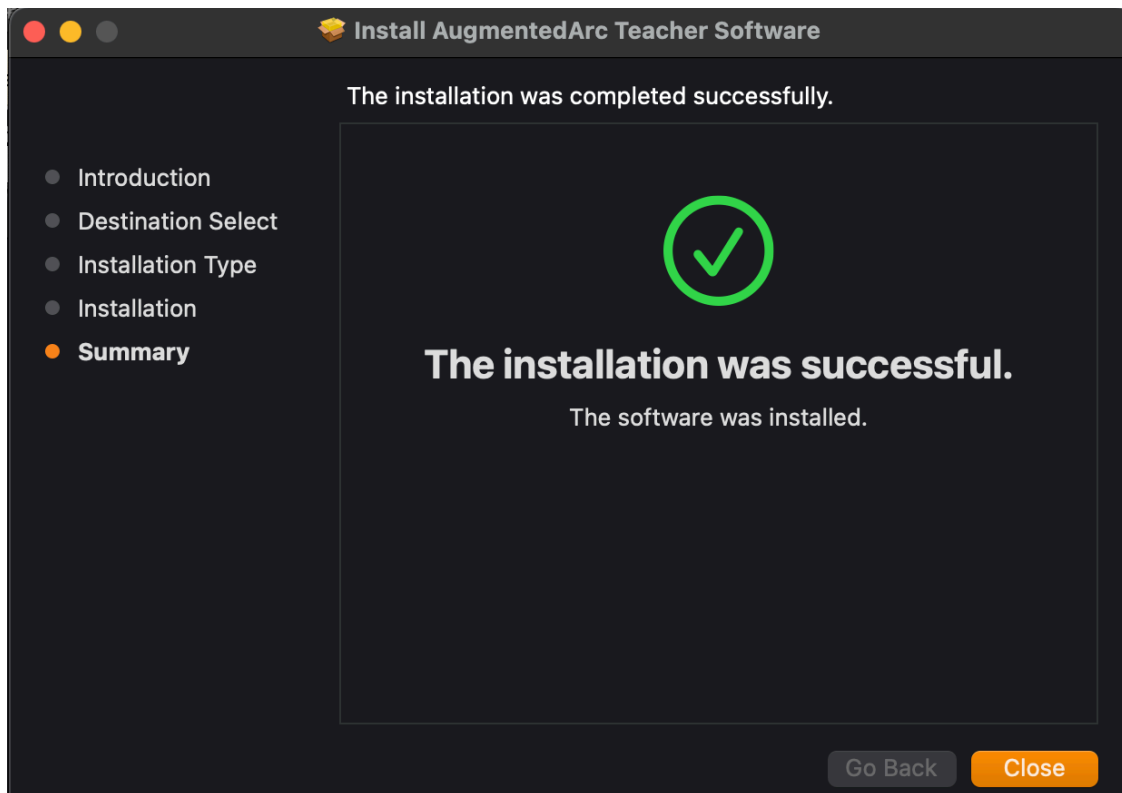 Install AugmentedArc Teacher Software
The installation was completed successfully.
Introduction
Destination Select
Installation Type
Installation
Summary
The installation was successful.
The software was installed.
Go Back
Close